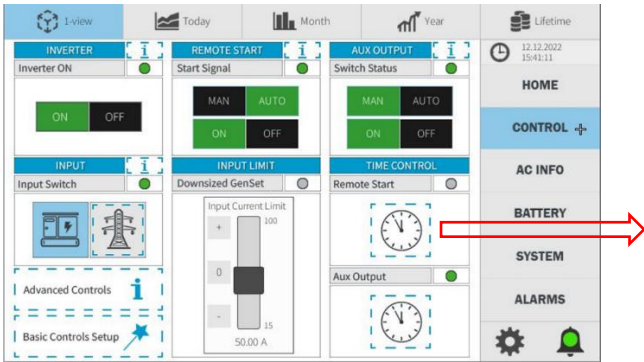 1-view
Today
Month
Year
Lifetime
INVERTER
i
Inverter ON
ON
OFF
REMOTE START
i
Start Signal
MAN
AUTO
ON
OFF
AUX OUTPUT
i
Switch Status
MAN
AUTO
ON
OFF
INPUT
i
Input Switch
INPUT LIMIT
Downsized GenSet
Input Current Limit
+
100
0
-
15
50.00 A
TIME CONTROL
Remote Start
Aux Output
Advanced Controls
i
Basic Controls Setup
12.12.2022
15:41:11
HOME
CONTROL
AC INFO
BATTERY
SYSTEM
ALARMS